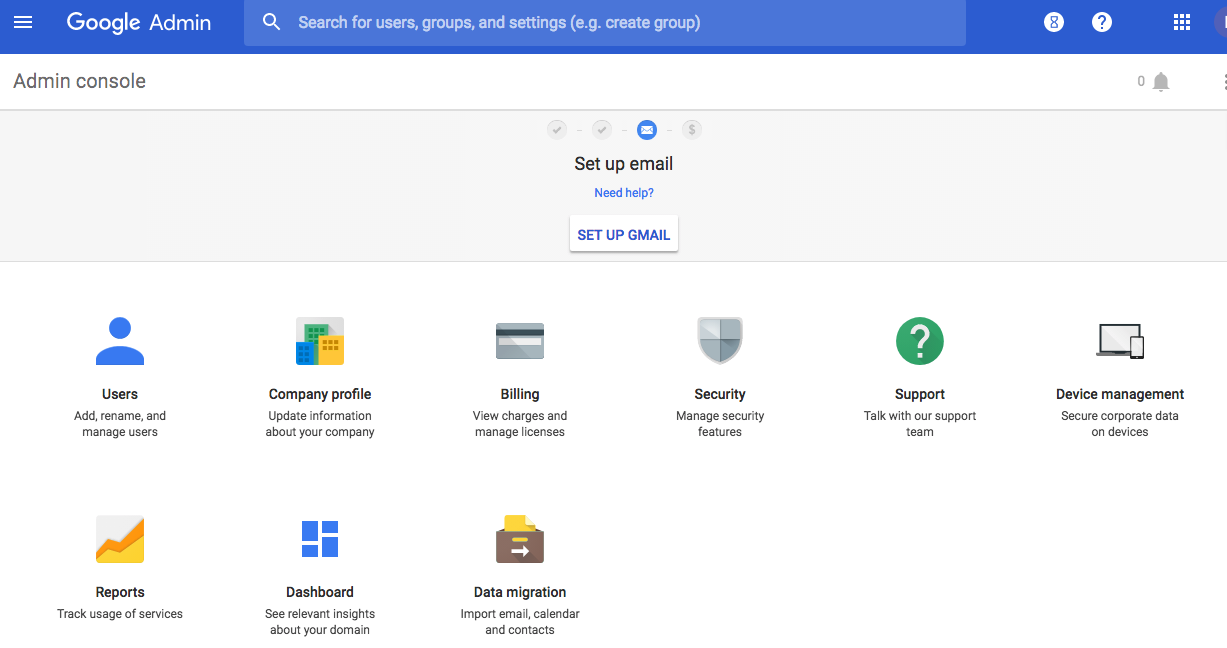 Google Admin
Search for users, groups, and settings (e.g. create group)
Admin console
0
$
Set up email
Need help?
SET UP GMAIL
Users
Add, rename, and
manage users
Company profile
Update information
about your company
Billing
View charges and
manage licenses
Security
Manage security
features
Support
Talk with our support
team
Device management
Secure corporate data
on devices
Reports
Track usage of services
Dashboard
See relevant insights
about your domain
Data migration
Import email, calendar
and contacts